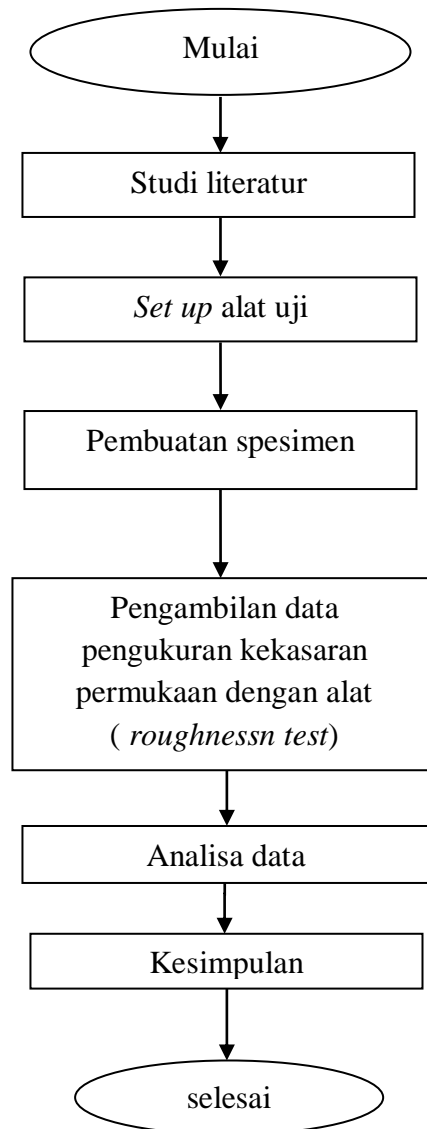 Mulai
Studi literatur
Set up alat uji
Pembuatan spesimen
Pengambilan data
pengukuran kekasaran
permukaan dengan alat
( roughnessn test)
Analisa data
Kesimpulan
selesai